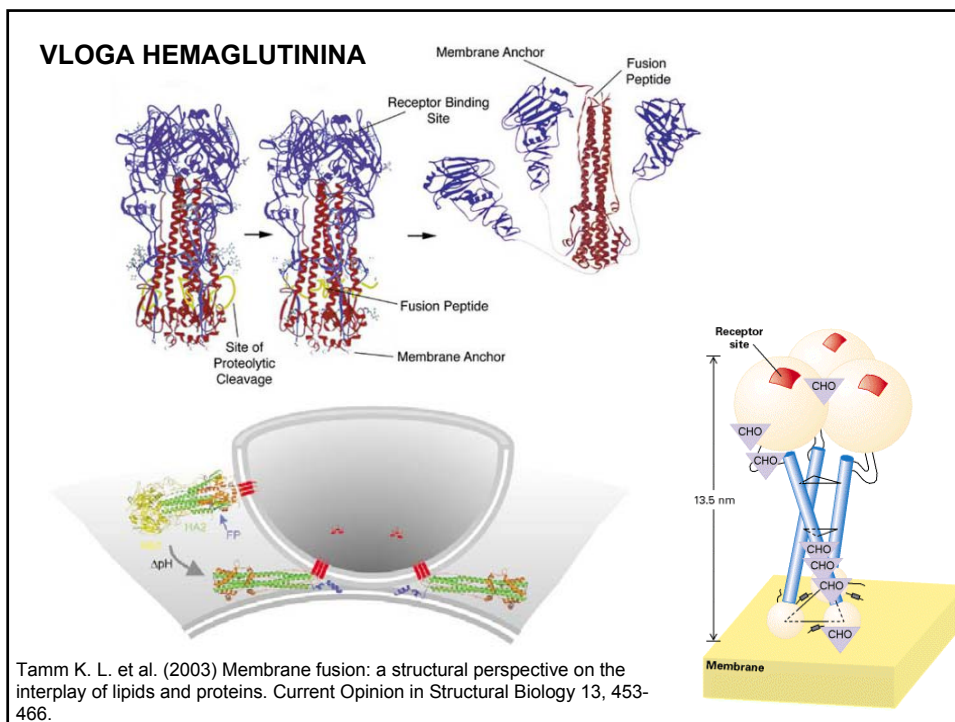 VLOGA HEMAGLUTININA
Membrane Anchor
Fusion
Peptide
Receptor Binding
Site
Fusion Peptide
Site of
Proteolytic
Cleavage
Membrane Anchor
Receptor
site
CHO
CHO
CHO
13.5 nm
CHO
CHO
CHO
CHO
Membrane
HA2
FP
ΔpH
Tamm K. L. et al. (2003) Membrane fusion: a structural perspective on the
interplay of lipids and proteins. Current Opinion in Structural Biology 13, 453-
466.